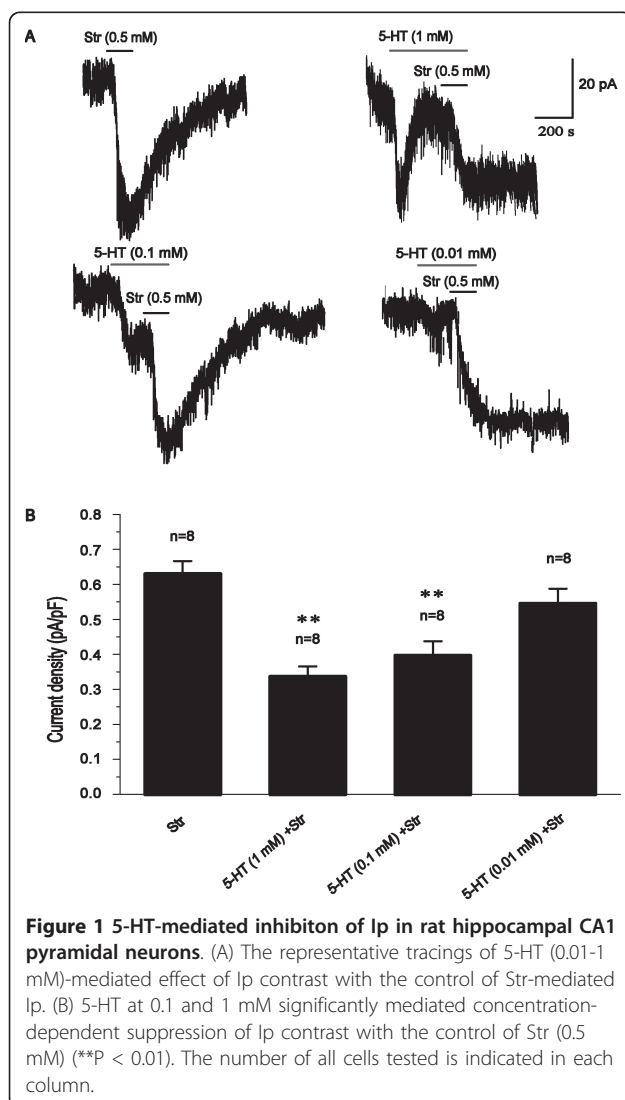 A
Str (0.5 mM)
5-HT (1 mM)
Str (0.5 mM)
20 pA
200 s
5-HT (0.1 mM)
Str (0.5 mM)
5-HT (0.01 mM)
Str (0.5 mM)
B
Current density (pA/pF)
0.8
0.7
0.6
0.5
0.4
0.3
0.2
0.1
0.0
n=8
**
n=8
**
n=8
n=8
Str
5-HT (1 mM) +Str
5-HT (0.1 mM) +Str
5-HT (0.01 mM) +Str
Figure 1 5-HT-mediated inhibiton of Ip in rat hippocampal CA1
pyramidal neurons. (A) The representative tracings of 5-HT (0.01-1
mM)-mediated effect of Ip contrast with the control of Str-mediated
Ip. (B) 5-HT at 0.1 and 1 mM significantly mediated concentration-
dependent suppression of Ip contrast with the control of Str (0.5
mM) (**P < 0.01). The number of all cells tested is indicated in each
column.